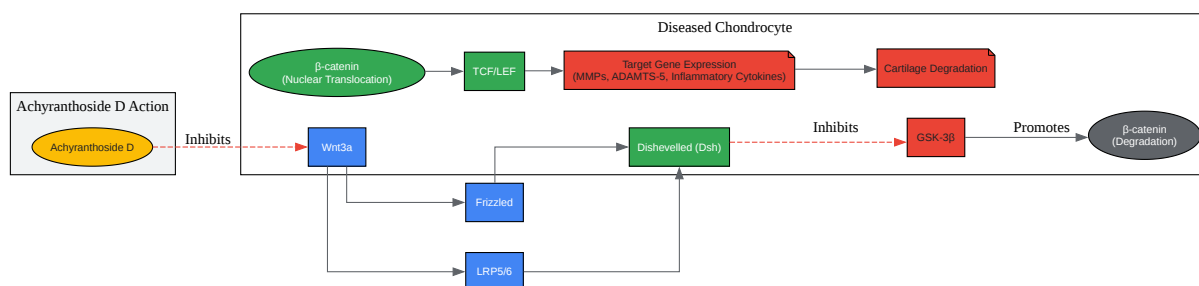 Diseased Chondrocyte
β-catenin
(Nuclear Translocation)
TCF/LEF
Target Gene Expression
(MMPs, ADAMTS-5, Inflammatory Cytokines)
Cartilage Degradation
Achyranthoside D Action
Achyranthoside D
Inhibits
Wnt3a
Dishevelled (Dsh)
Inhibits
GSK-3β
Promotes
β-catenin
(Degradation)
Frizzled
LRP5/6